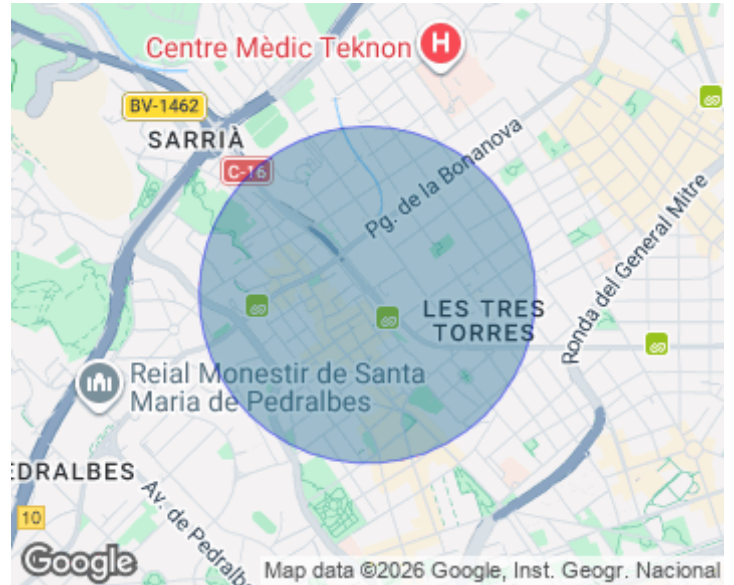 Centre Mèdic Teknon
H
BV-1462
SARRIÀ
C-16
Pg. de la Bonanova
Ronda del General Mitre
LES TRES
TORRES
Reial Monestir de Santa
Maria de Pedralbes
EDRALBES
Av. de Pedralb
10
Google
Map data ©2026 Google, Inst. Geogr. Nacional